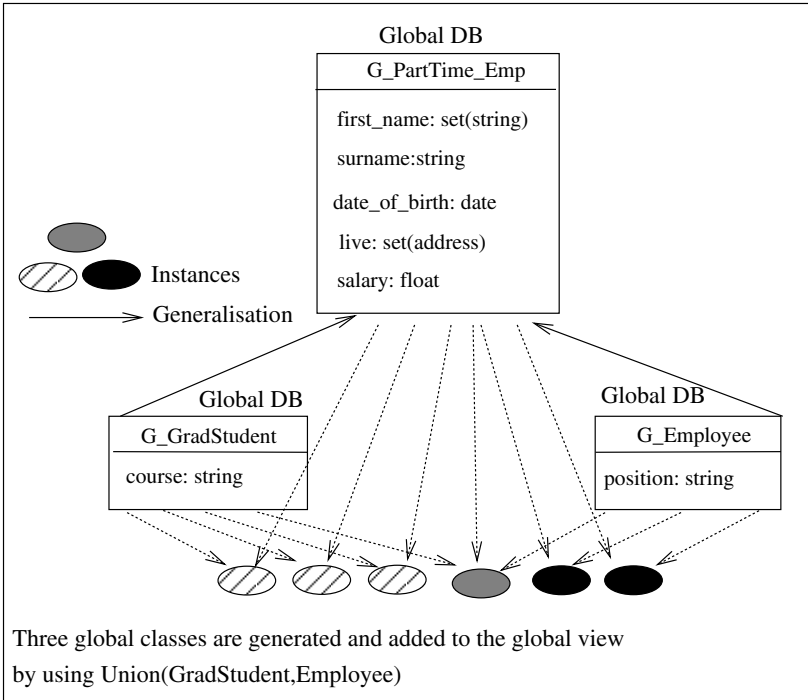 Global DB
G_PartTime_Emp
first_name: set(string)
surname:string
date_of_birth: date
live: set(address)
salary: float
Instances
Generalisation
Global DB
G_GradStudent
course: string
Global DB
G_Employee
position: string
Three global classes are generated and added to the global view
by using Union(GradStudent,Employee)